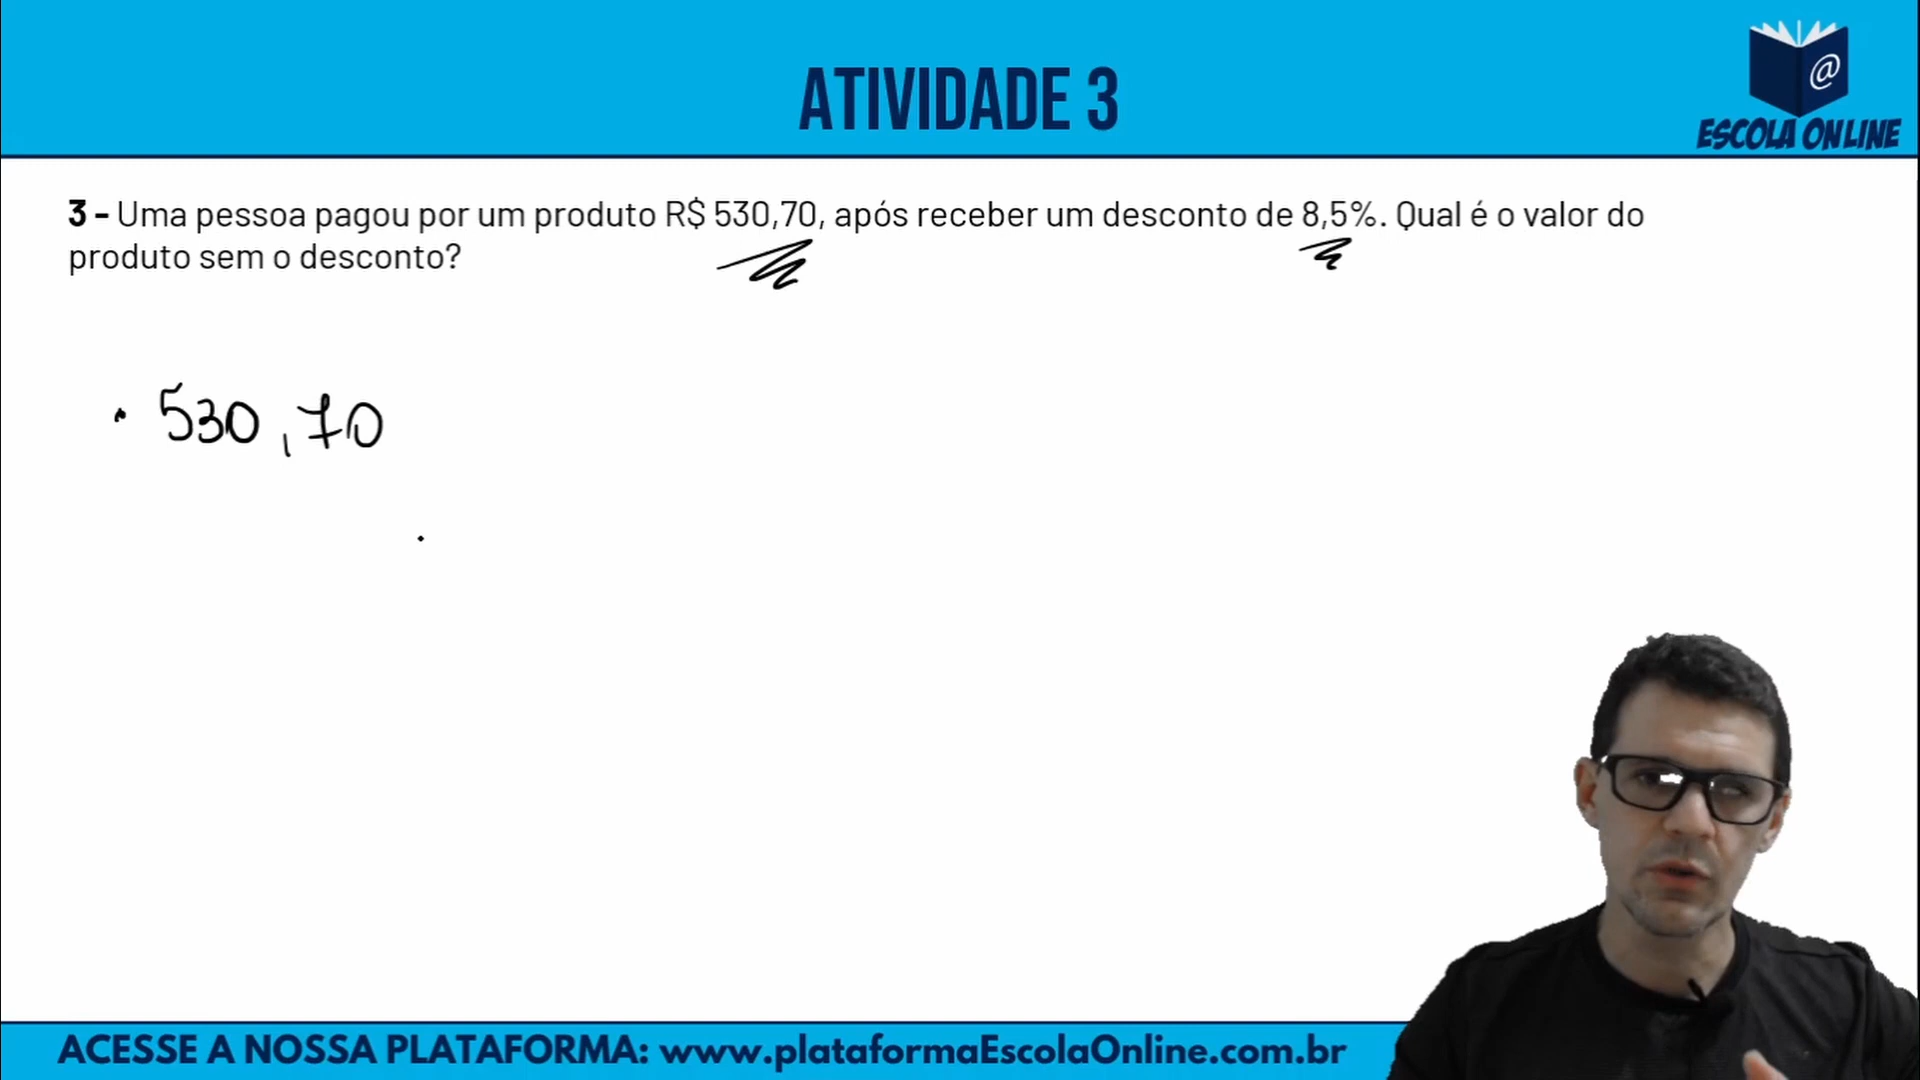 ATIVIDADE 3
@
ESCOLA ONLINE
3 - Uma pessoa pagou por um produto R$ 530,70, após receber um desconto de 8,5%. Qual é o valor do
produto sem o desconto?
530,70
ACESSE A NOSSA PLATAFORMA: www.plataformaEscolaOnline.com.br